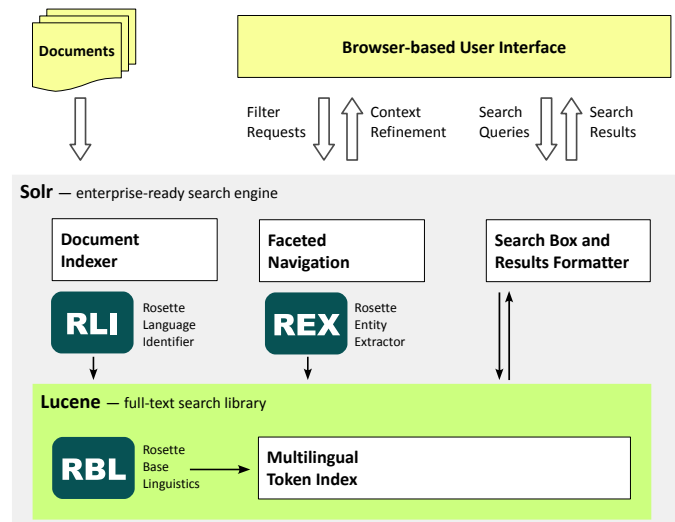 Documents
Browser-based User Interface
Filter
Requests
Context
Refinement
Search
Queries
Search
Results
Solr — enterprise-ready search engine
Document
Indexer
Faceted
Navigation
Search Box and
Results Formatter
RLI
Rosette
Language
Identifier
REX
Rosette
Entity
Extractor
Lucene — full-text search library
RBL
Rosette
Base
Linguistics
Multilingual
Token Index